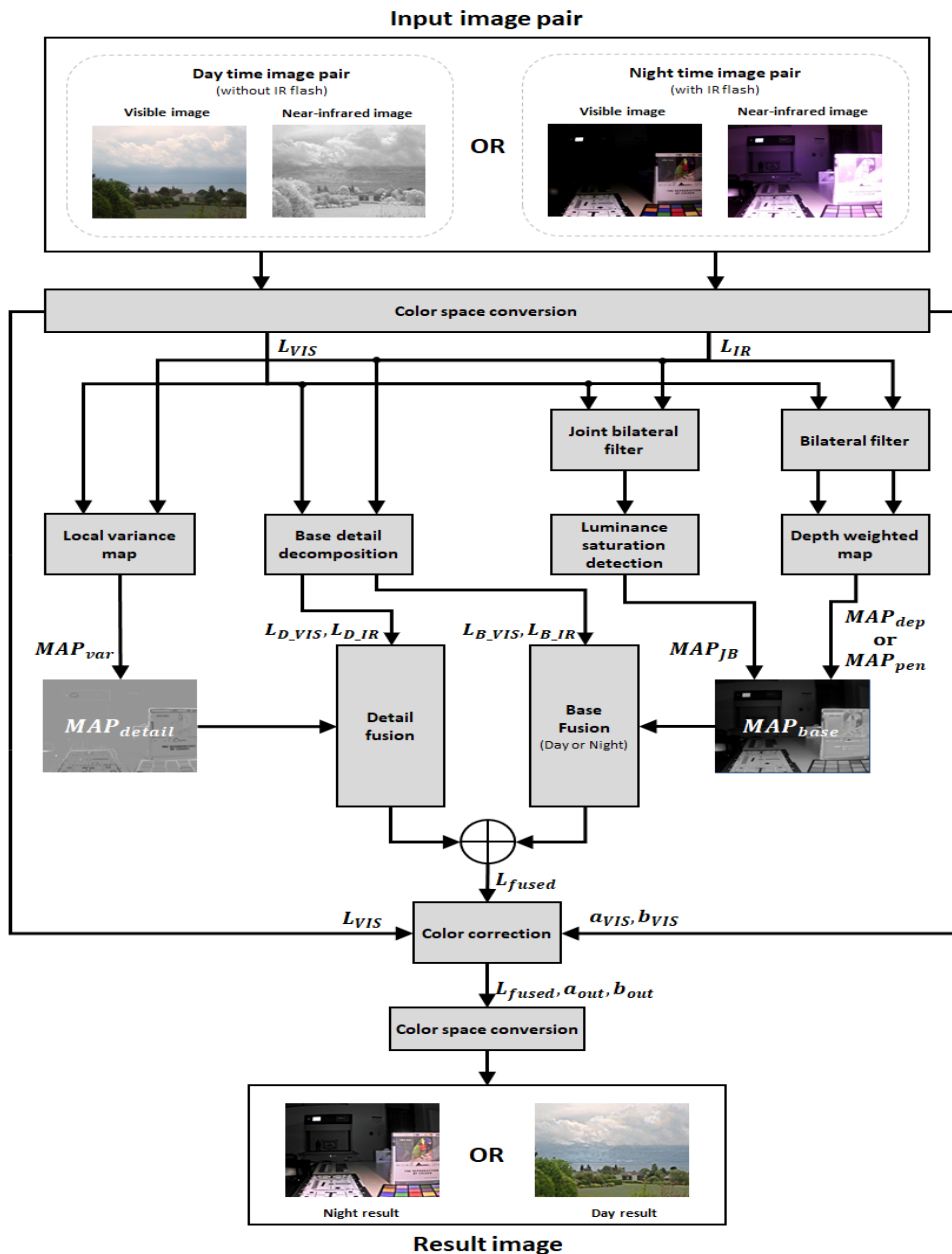 Input image pair
Day time image pair
(without IR flash)
Visible image
Near-infrared image
OR
Night time image pair
(with IR flash)
Visible image
Near-infrared image
Color space conversion
L_VIS
L_IR
Joint bilateral
filter
Bilateral filter
Local variance
map
Base detail
decomposition
Luminance
saturation
detection
Depth weighted
map
MAP_var
L_D_VIS, L_D_IR
L_B_VIS, L_B_IR
MAP_JB
MAP_dep
or
MAP_pen
MAP_detail
Detail
fusion
Base
Fusion
(Day or Night)
MAP_base
L_fused
L_VIS
Color correction
a_VIS, b_VIS
L_fused, a_out, b_out
Color space conversion
OR
Night result
Day result
Result image